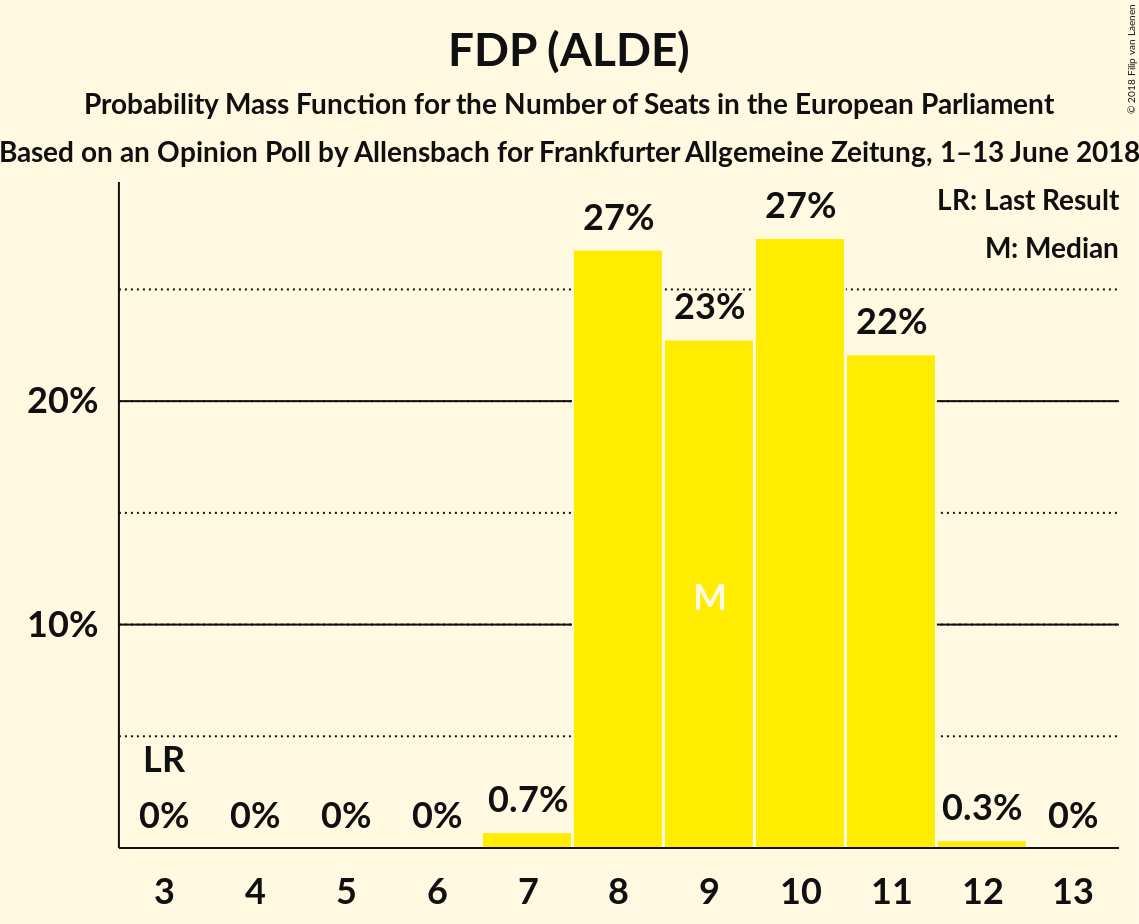 FDP (ALDE)
Probability Mass Function for the Number of Seats in the European Parliament
Based on an Opinion Poll by Allensbach for Frankfurter Allgemeine Zeitung, 1–13 June 2018
© 2018 Filip van Laenen
LR: Last Result
M: Median
27%
27%
23%
22%
20%
10%
M
LR
0% 0% 0% 0% 0.7% 0.3% 0%
3 4 5 6 7 8 9 10 11 12 13